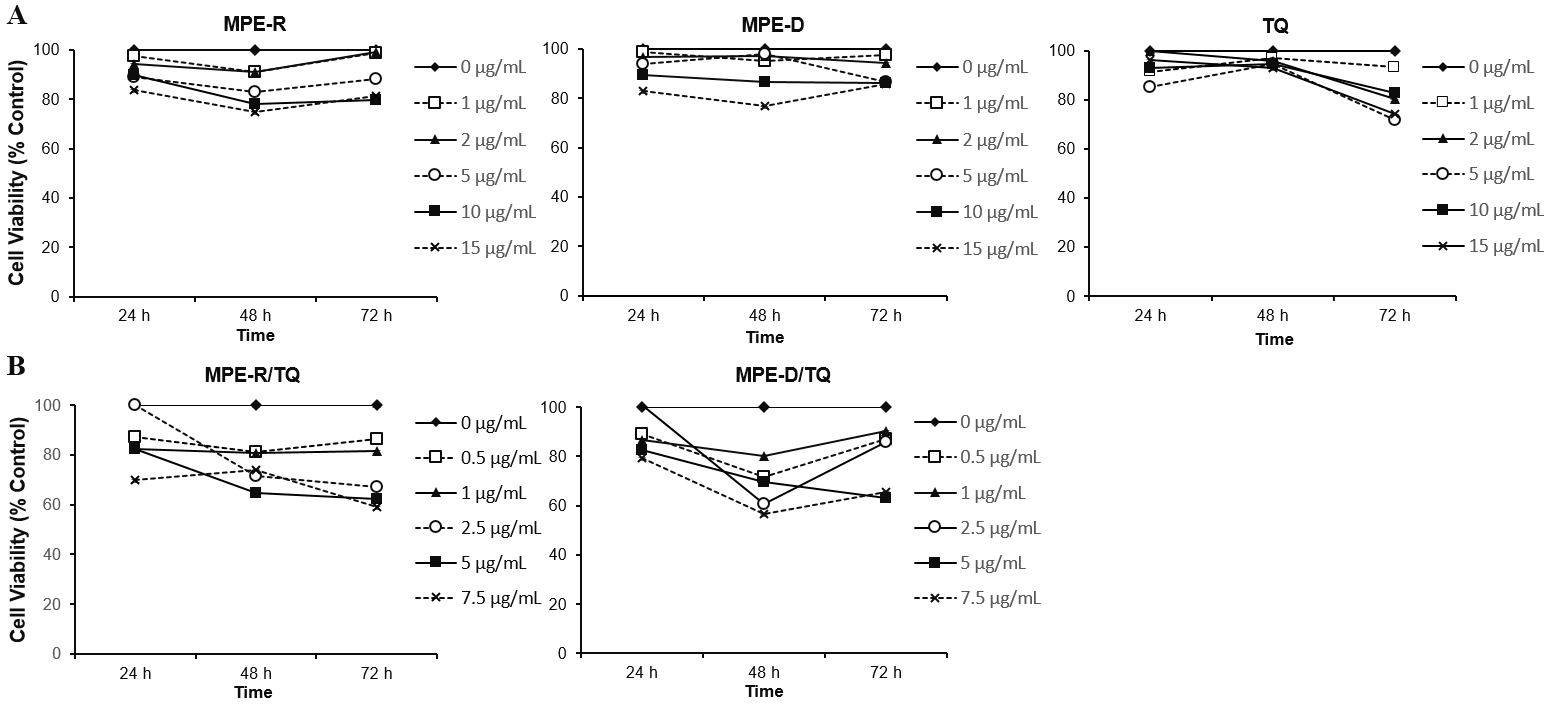 A
MPE-R
Cell Viability (% Control)
100
80
60
40
20
0
24 h 48 h 72 h
Time
0 µg/mL
1 µg/mL
2 µg/mL
5 µg/mL
10 µg/mL
15 µg/mL
MPE-D
100
80
60
40
20
0
24 h 48 h 72 h
Time
0 µg/mL
1 µg/mL
2 µg/mL
5 µg/mL
10 µg/mL
15 µg/mL
TQ
100
80
60
40
20
0
24 h 48 h 72 h
Time
0 µg/mL
1 µg/mL
2 µg/mL
5 µg/mL
10 µg/mL
15 µg/mL
B
MPE-R/TQ
Cell Viability (% Control)
100
80
60
40
20
0
24 h 48 h 72 h
Time
0 µg/mL
0.5 µg/mL
1 µg/mL
2.5 µg/mL
5 µg/mL
7.5 µg/mL
MPE-D/TQ
100
80
60
40
20
0
24 h 48 h 72 h
Time
0 µg/mL
0.5 µg/mL
1 µg/mL
2.5 µg/mL
5 µg/mL
7.5 µg/mL